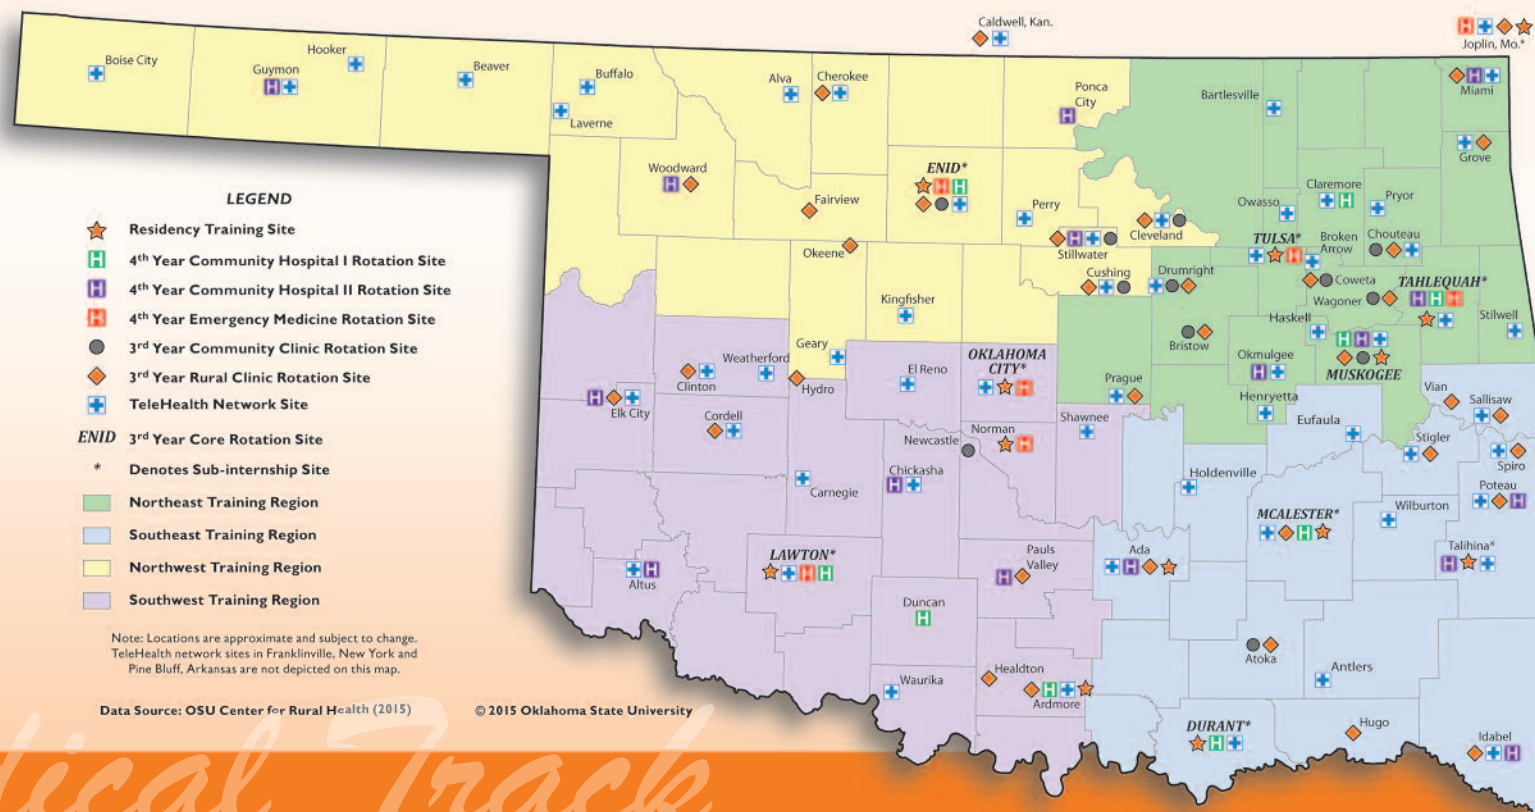 Caldwell, Kan.
Joplin, Mo.*
Boise City
Guymon
Hooker
Beaver
Buffalo
Laverne
Alva
Cherokee
Ponca
City
Bartlesville
Miami
Grove
Woodward
Fairview
ENID*
Perry
Cleveland
Stillwater
Cushing
Okeene
Kingfisher
Owasso
Claremore
Pryor
TULSA*
Broken
Arrow
Chouteau
Drumright
Coweta
Wagoner
TAHLEQUAH*
Haskell
Stilwell
Bristow
Okmulgee
MUSKOGEE
Henryetta
Prague
Geary
Weatherford
Clinton
Hydro
El Reno
OKLAHOMA
CITY*
Elk City
Cordell
Newcastle
Norman
Shawnee
Vian
Sallisaw
Eufaula
Stigler
Spiro
Carnegie
Chickasha
Holdenville
Poteau
Wilburton
MCALESTER*
Talihina*
Altus
LAWTON*
Pauls
Valley
Ada
Duncan
Atoka
Antlers
Waurika
Healdton
Ardmore
DURANT*
Hugo
Idabel
LEGEND
Residency Training Site
H 4th Year Community Hospital I Rotation Site
H 4th Year Community Hospital II Rotation Site
H 4th Year Emergency Medicine Rotation Site
3rd Year Community Clinic Rotation Site
3rd Year Rural Clinic Rotation Site
TeleHealth Network Site
ENID 3rd Year Core Rotation Site
* Denotes Sub-internship Site
Northeast Training Region
Southeast Training Region
Northwest Training Region
Southwest Training Region
Note: Locations are approximate and subject to change.
TeleHealth network sites in Franklinville, New York and
Pine Bluff, Arkansas are not depicted on this map.
Data Source: OSU Center for Rural Health (2015) © 2015 Oklahoma State University
Track